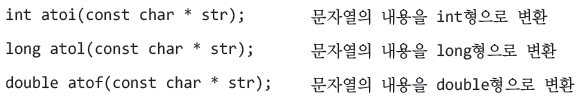 int atoi(const char * str); 문자열의 내용을 int형으로 변환
long atol(const char * str); 문자열의 내용을 long형으로 변환
double atof(const char * str); 문자열의 내용을 double형으로 변환